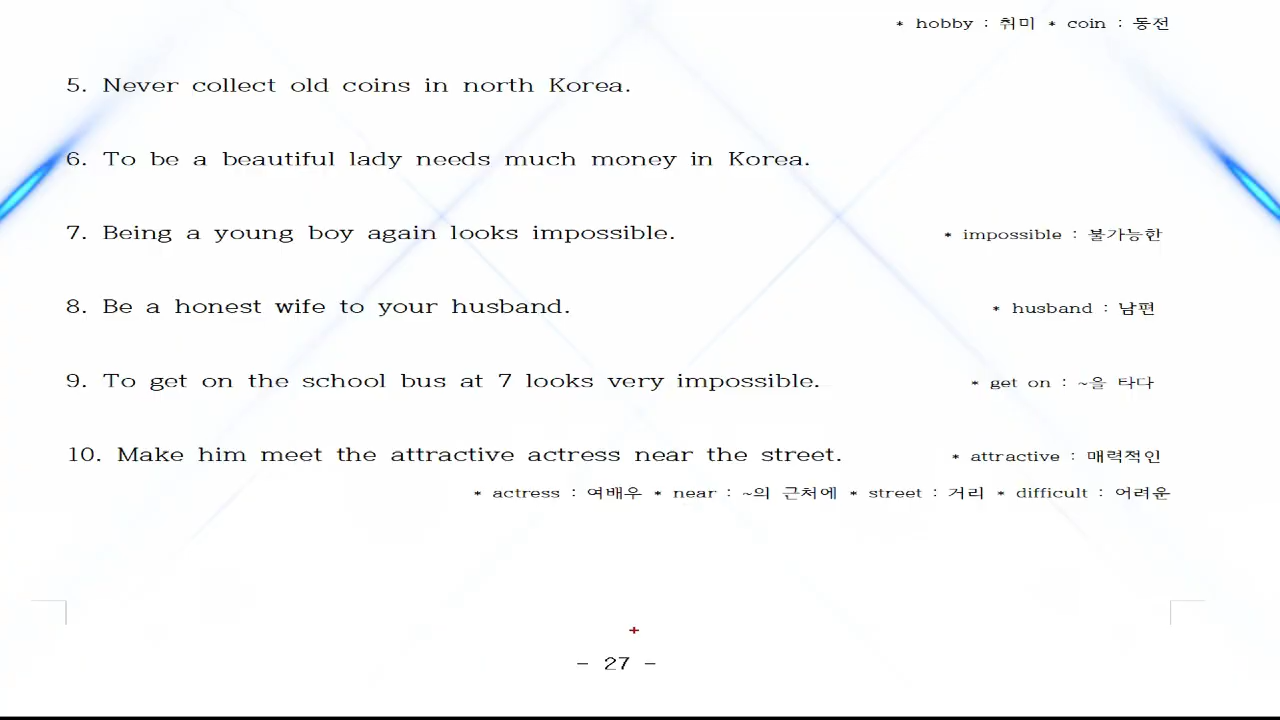 * hobby : 취미 * coin : 동전
5. Never collect old coins in north Korea.
6. To be a beautiful lady needs much money in Korea.
7. Being a young boy again looks impossible. * impossible : 불가능한
8. Be a honest wife to your husband. * husband : 남편
9. To get on the school bus at 7 looks very impossible. * get on : ~을 타다
10. Make him meet the attractive actress near the street. * attractive : 매력적인
* actress : 여배우 * near : ~의 근처에 * street : 거리 * difficult : 어려운
- 27 -